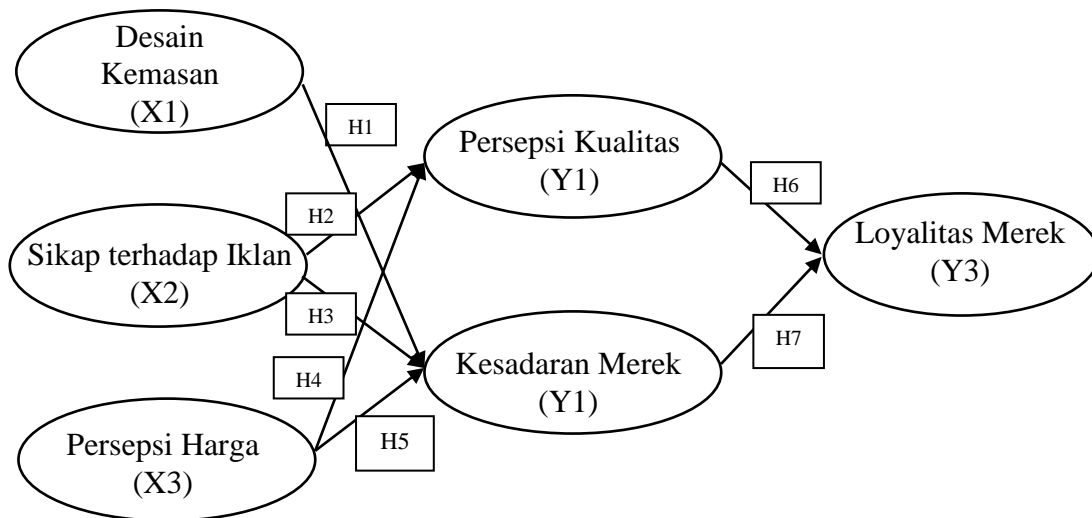 Desain
Kemasan
(X1)
H1
Persepsi Kualitas
(Y1)
H6
H2
Sikap terhadap Iklan
(X2)
Loyalitas Merek
(Y3)
H3
H7
Kesadaran Merek
(Y1)
H4
H5
Persepsi Harga
(X3)